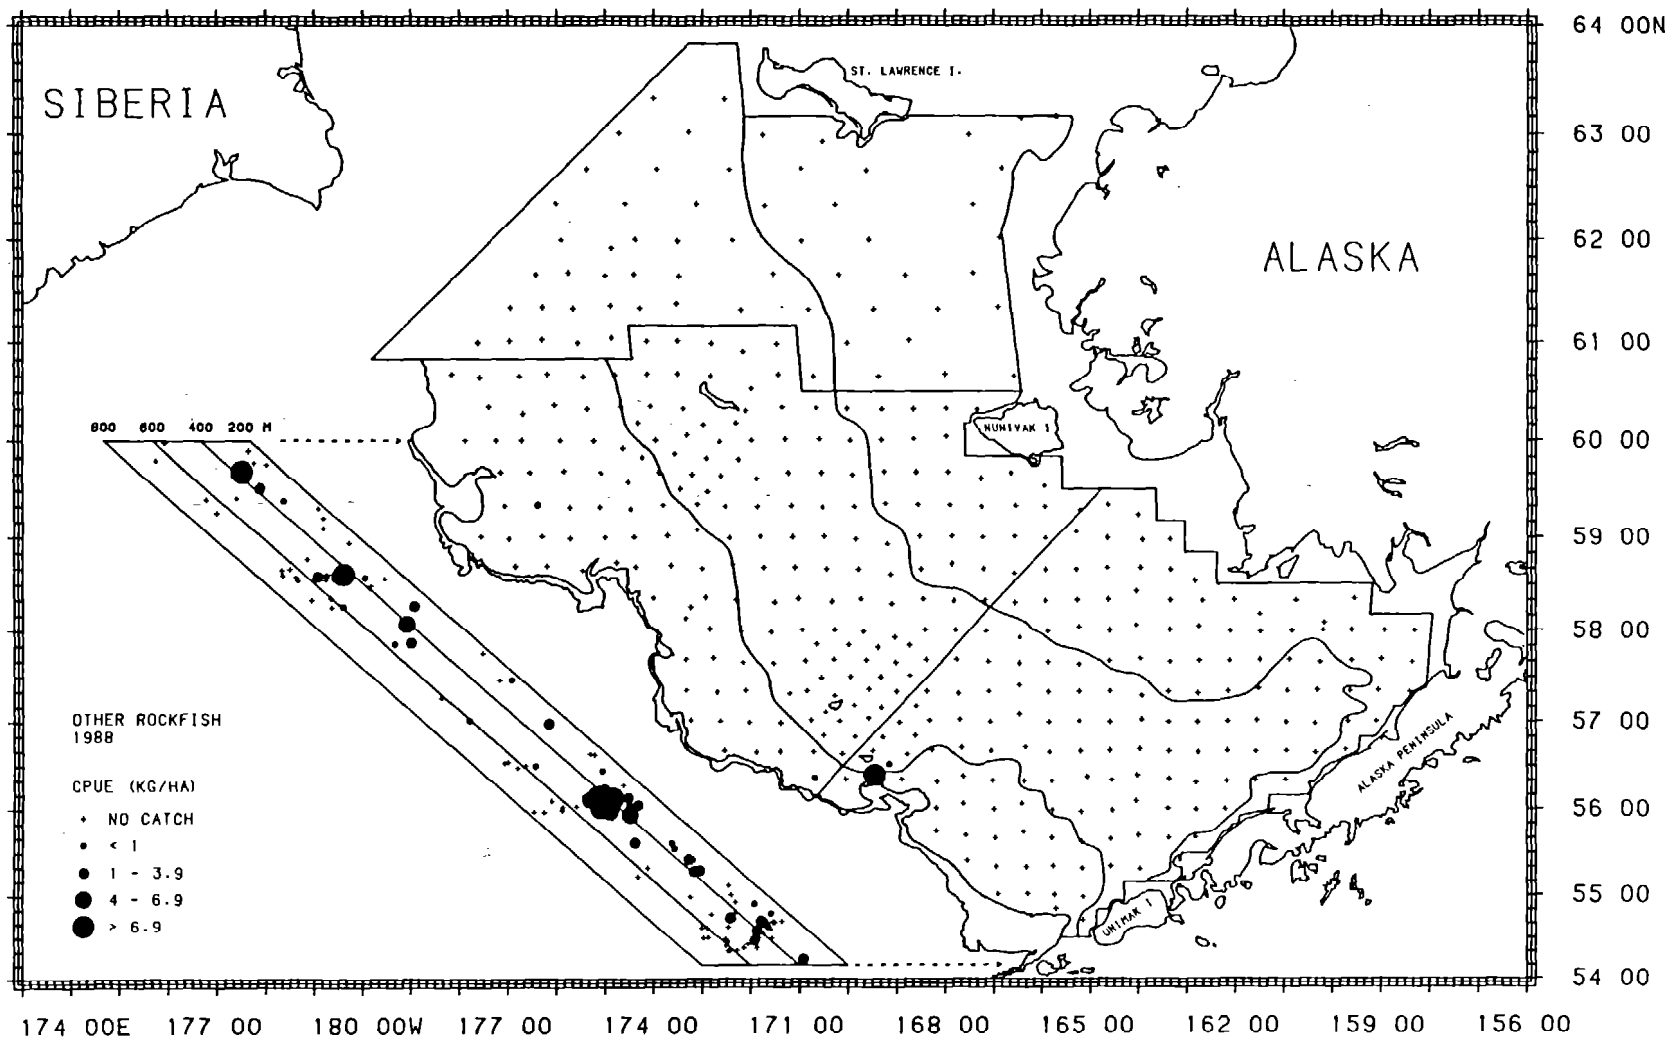 64 00N
ST. LAWRENCE I.
SIBERIA
63 00
62 00
ALASKA
61 00
800 600 400 200 M
NUNIVAK I
60 00
59 00
58 00
OTHER ROCKFISH
1988
57 00
ALASKA PENINSULA
CPUE (KG/HA)
+ NO CATCH
56 00
< 1
1 - 3.9
4 - 6.9
55 00
> 6.9
UNIMAK I
54 00
174 00E 177 00 180 00W 177 00 174 00 171 00 168 00 165 00 162 00 159 00 156 00